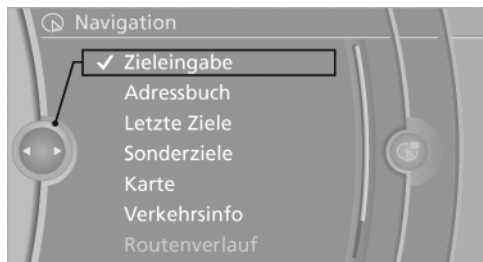 Navigation
Zieleingabe
Adressbuch
Letzte Ziele
Sonderziele
Karte
Verkehrsinfo
Routenverlauf